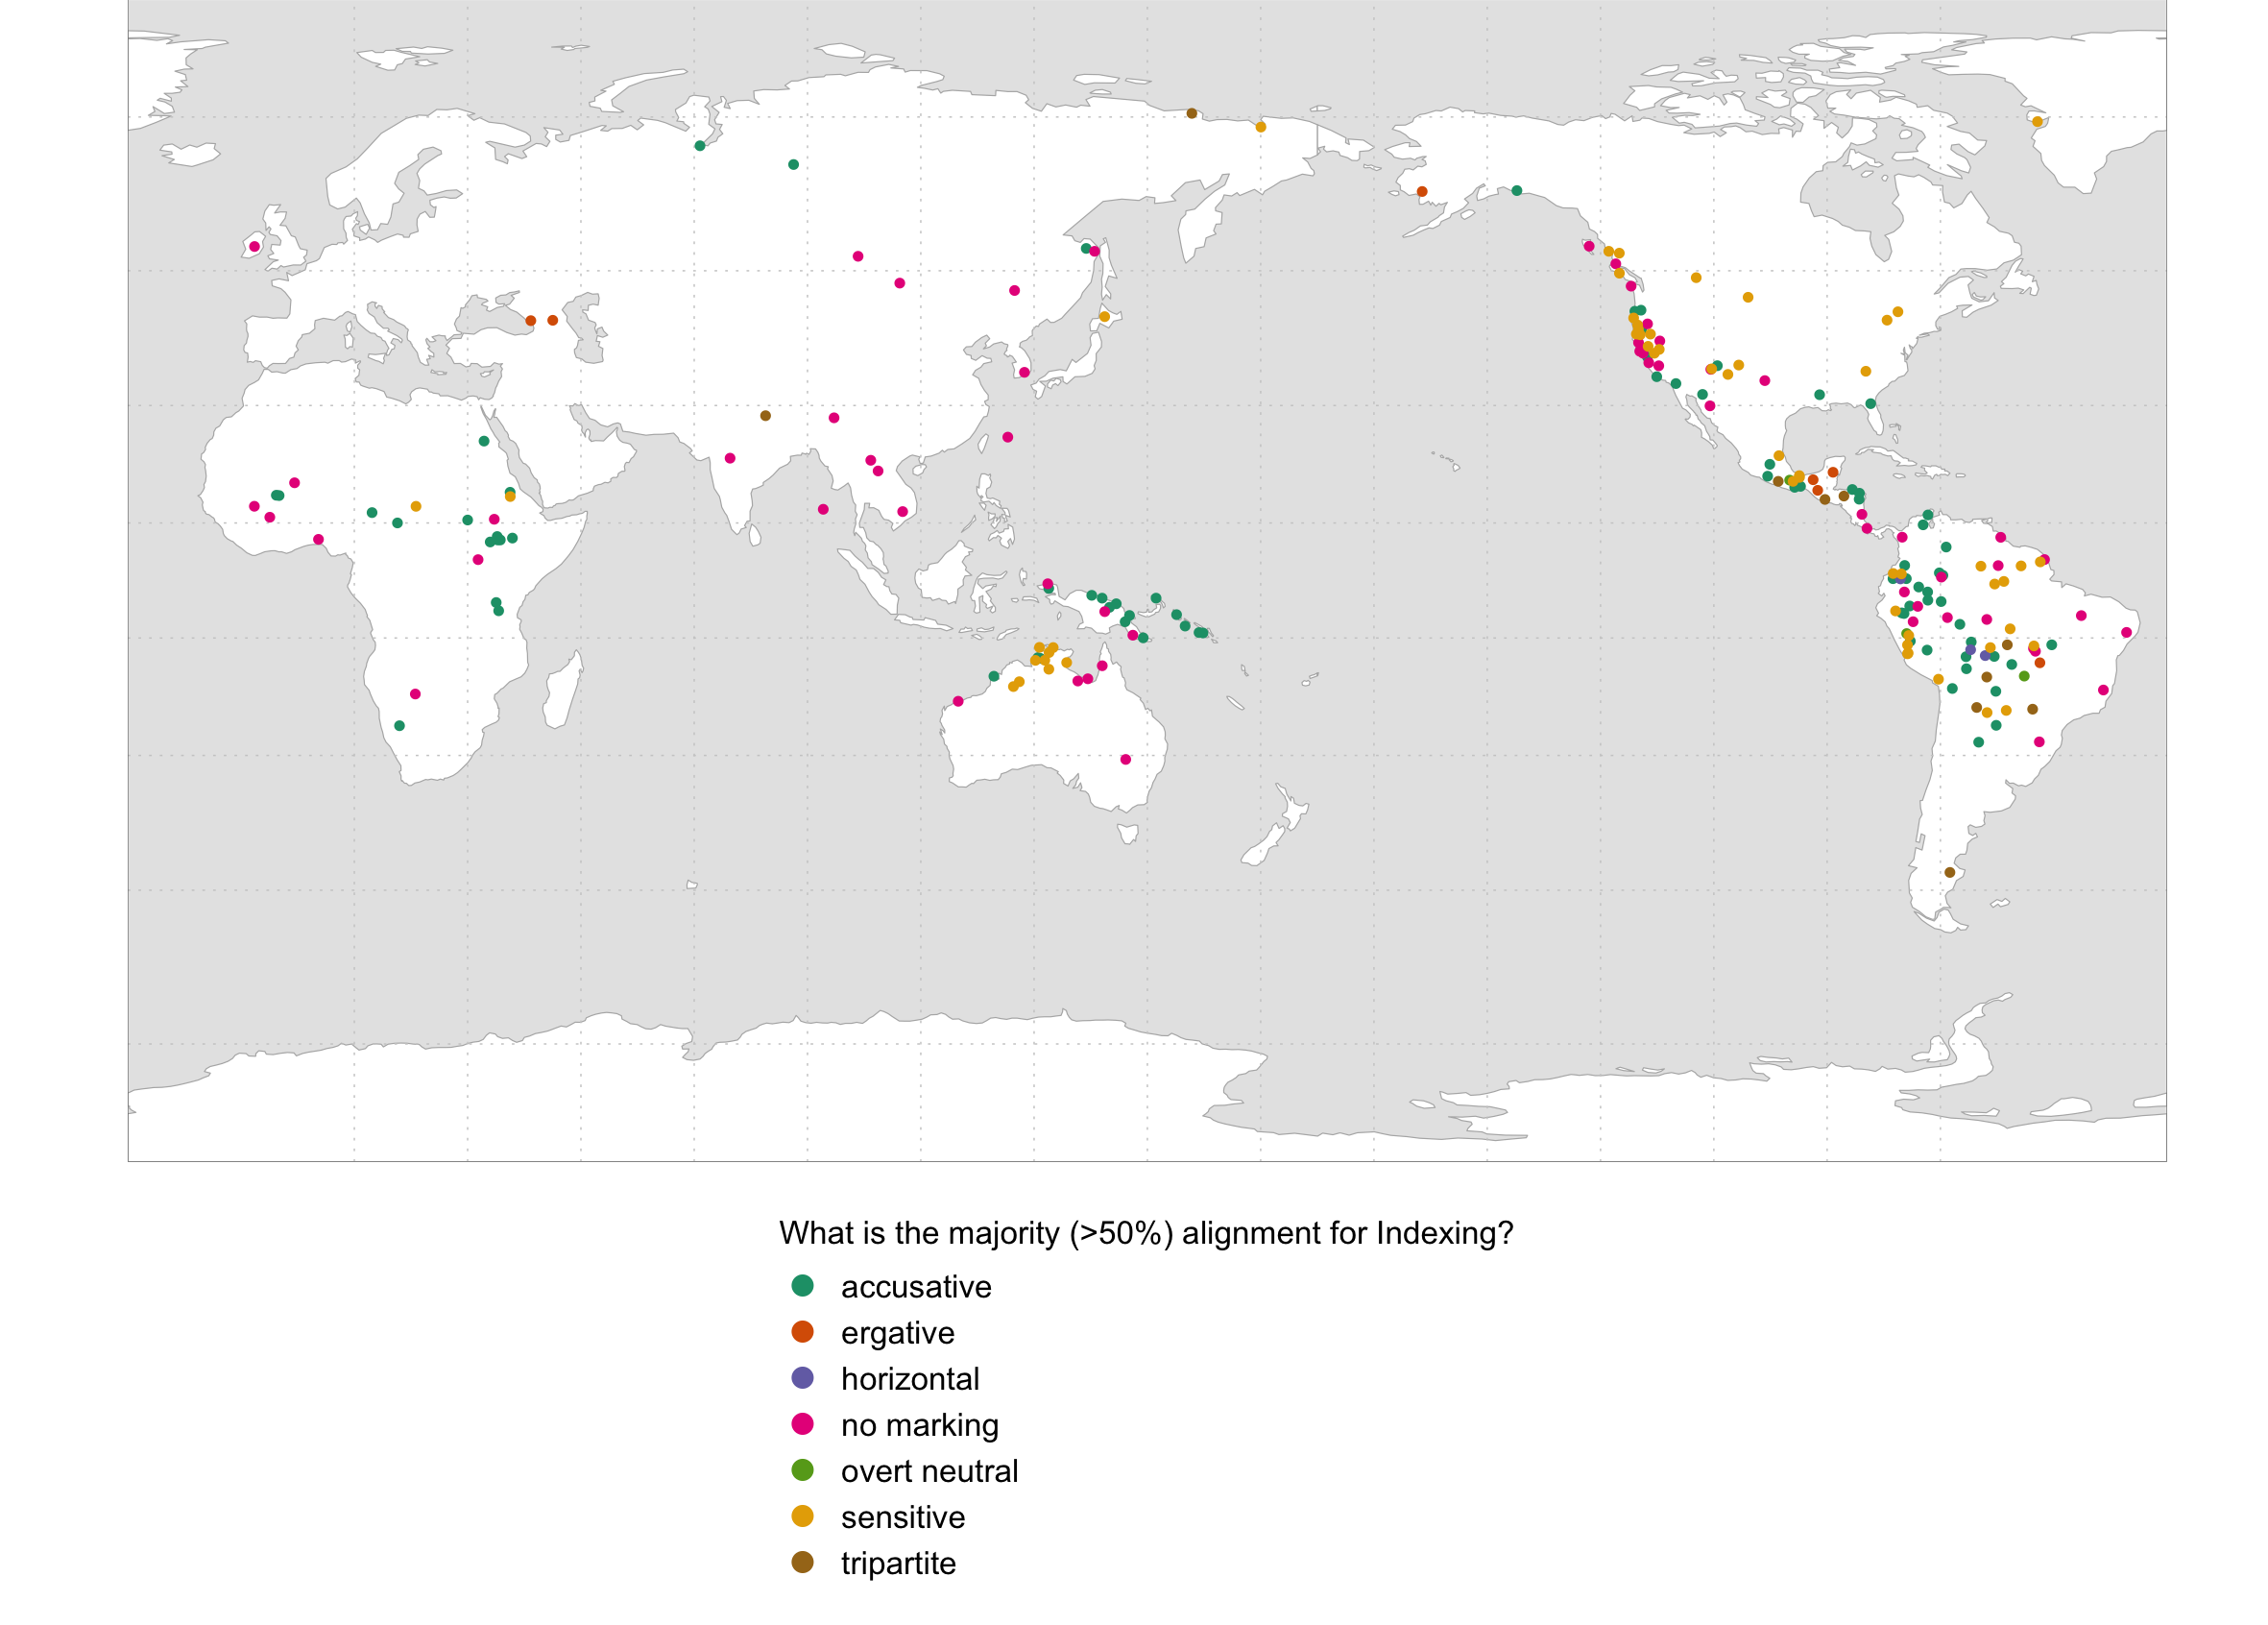 What is the majority (>50%) alignment for Indexing?
accusative
ergative
horizontal
no marking
overt neutral
sensitive
tripartite